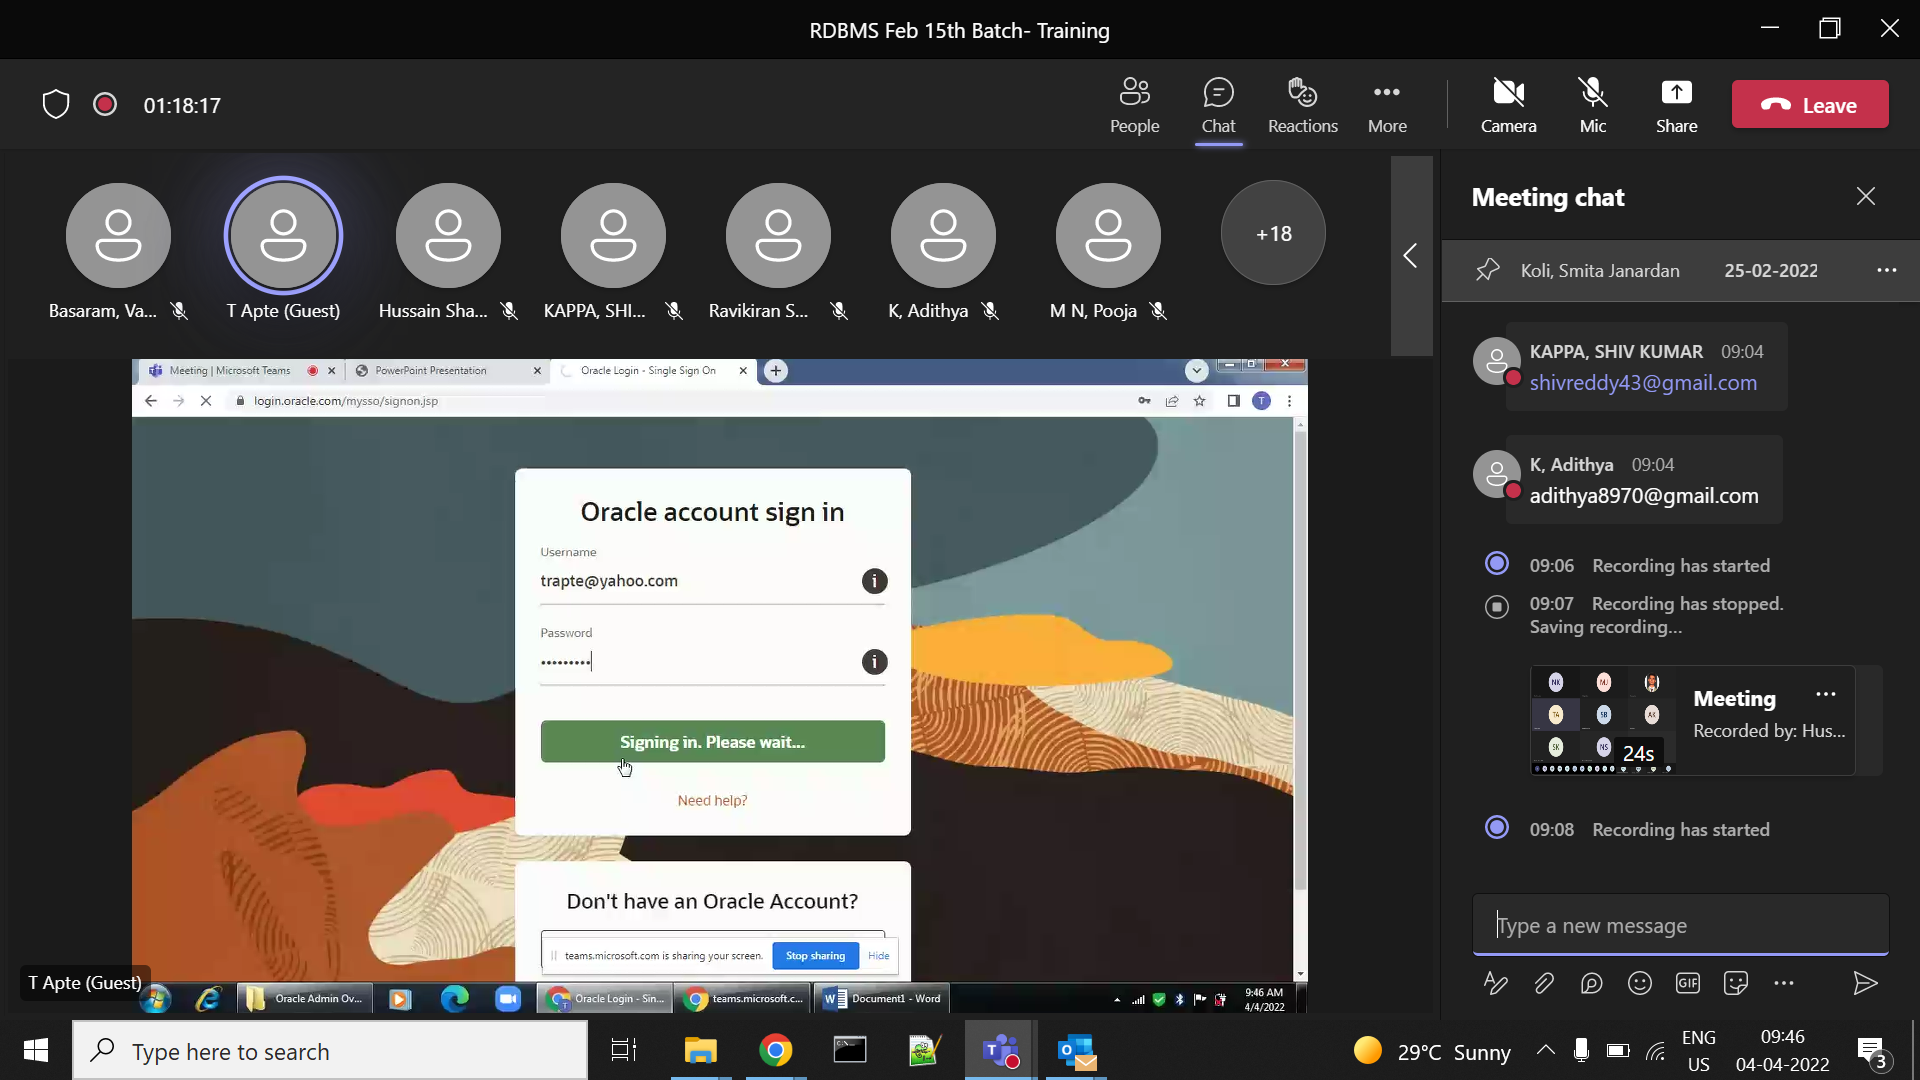 RDBMS Feb 15th Batch- Training
01:18:17
People
Chat
Reactions
More
Camera
Mic
Share
Leave
Basaram, Va...
T Apte (Guest)
Hussain Sha...
KAPPA, SHI...
Ravikiran S...
K, Adithya
M N, Pooja
+18
Meeting | Microsoft Teams
PowerPoint Presentation
Oracle Login - Single Sign On
login.oracle.com/mysso/signon.jsp
T
Oracle account sign in
Username
trapte@yahoo.com
Password
Signing in. Please wait...
Need help?
Don't have an Oracle Account?
teams.microsoft.com is sharing your screen.
Stop sharing
Hide
T Apte (Guest)
Oracle Admin Ov...
Oracle Login - Sin...
teams.microsoft.c...
Document1 - Word
9:46 AM
4/4/2022
Meeting chat
Koli, Smita Janardan
25-02-2022
KAPPA, SHIV KUMAR 09:04
shivreddy43@gmail.com
K, Adithya 09:04
adithya8970@gmail.com
09:06 Recording has started
09:07 Recording has stopped.
Saving recording...
NK
MJ
TA
SB
AK
SK
NS
24s
Meeting
Recorded by: Hus...
09:08 Recording has started
Type a new message
GIF
Type here to search
29°C Sunny
ENG
US
09:46
04-04-2022
3